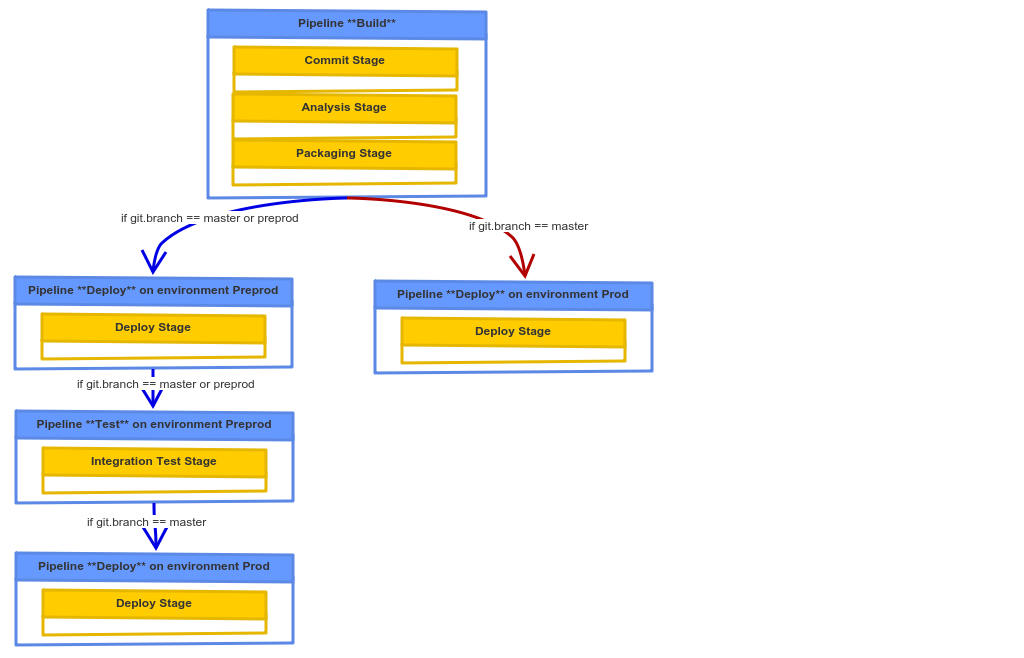 Pipeline **Build**
Commit Stage
Analysis Stage
Packaging Stage
if git.branch == master or preprod
if git.branch == master
Pipeline **Deploy** on environment Preprod
Deploy Stage
Pipeline **Deploy** on environment Prod
Deploy Stage
if git.branch == master or preprod
Pipeline **Test** on environment Preprod
Integration Test Stage
if git.branch == master
Pipeline **Deploy** on environment Prod
Deploy Stage